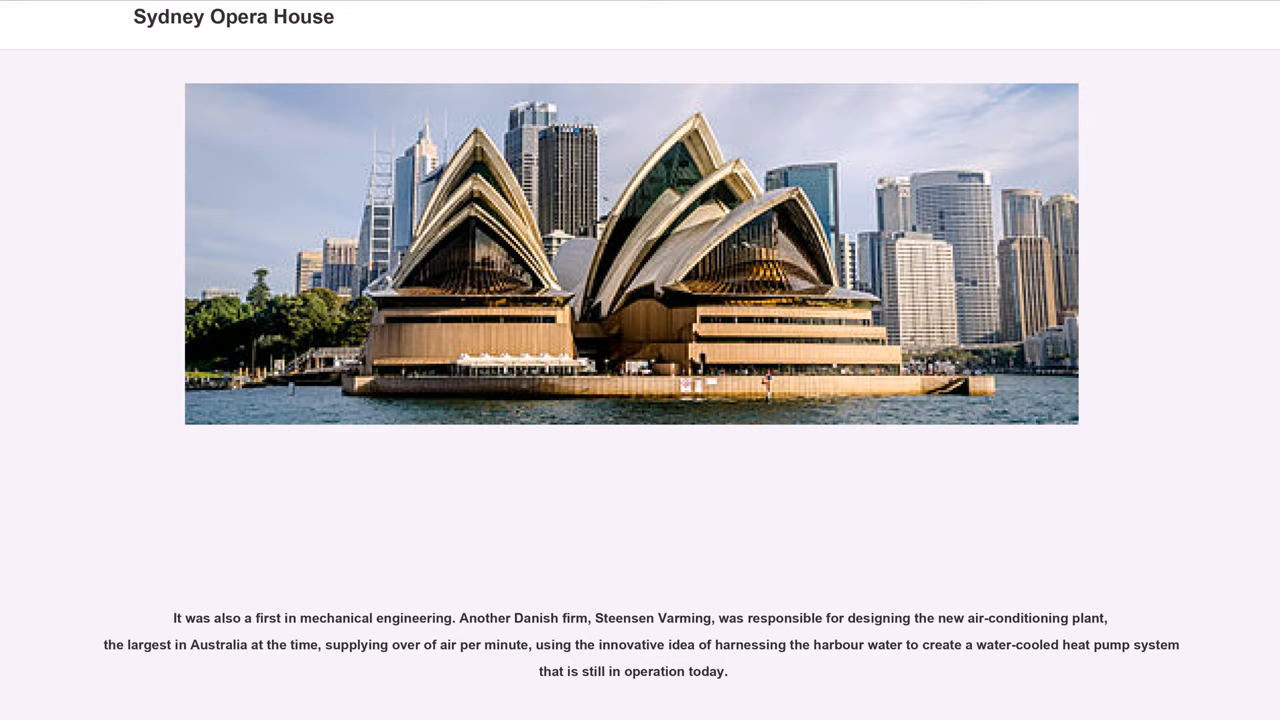 Sydney Opera House
It was also a first in mechanical engineering. Another Danish firm, Steensen Varming, was responsible for designing the new air-conditioning plant,
the largest in Australia at the time, supplying over of air per minute, using the innovative idea of harnessing the harbour water to create a water-cooled heat pump system
that is still in operation today.